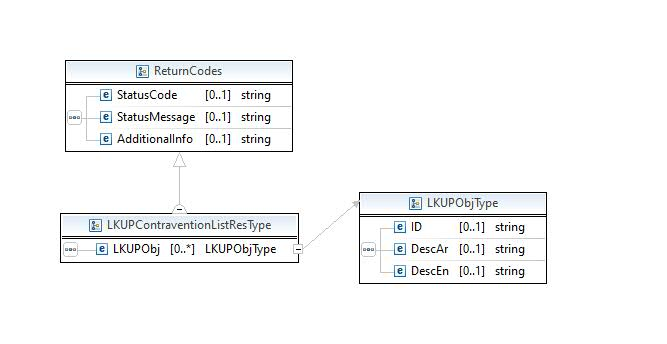 ReturnCodes
StatusCode [0..1] string
StatusMessage [0..1] string
AdditionalInfo [0..1] string
LKUPContraventionListResType
LKUPObj [0..*] LKUPObjType
LKUPObjType
ID [0..1] string
DescAr [0..1] string
DescEn [0..1] string